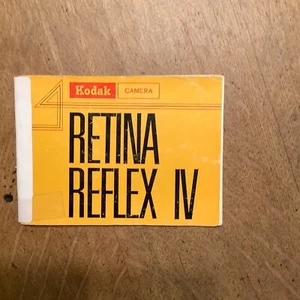 Kodak CAMERA
RETINA
REFLEX IV